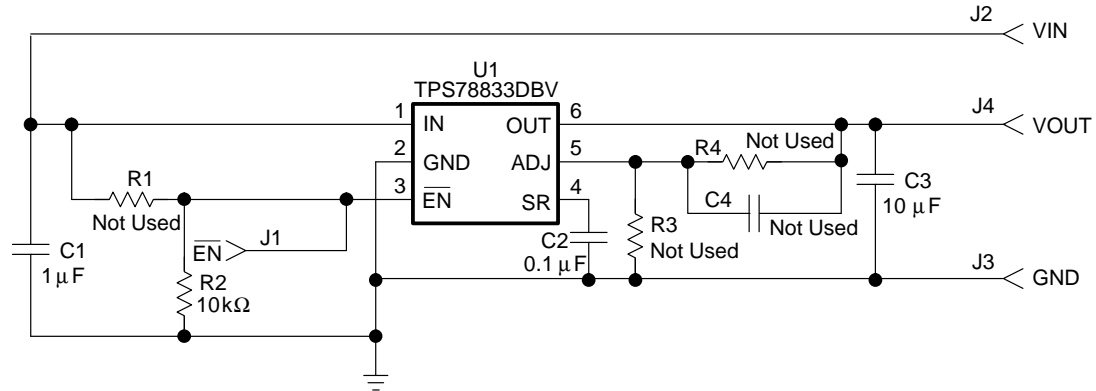 J2
VIN
U1
TPS78833DBV
1
IN
OUT
6
J4
VOUT
2
GND
ADJ
5
R4
Not Used
3
EN
SR
4
R1
Not Used
C4
Not Used
C3
10 μF
J1
EN
R3
Not Used
C2
0.1 μF
C1
1 μF
R2
10kΩ
J3
GND